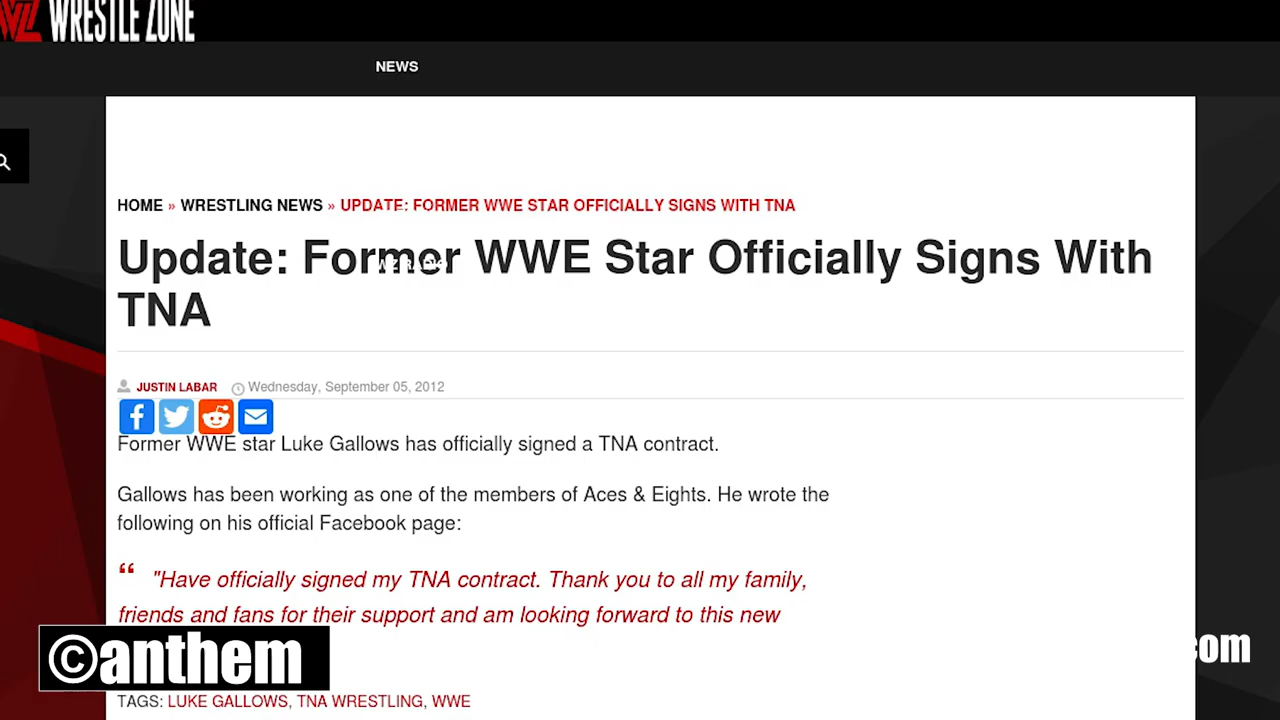 WZ WRESTLE ZONE
NEWS
HOME » WRESTLING NEWS » UPDATE: FORMER WWE STAR OFFICIALLY SIGNS WITH TNA
Update: Former WWE Star Officially Signs With
TNA
WZ RADIO
JUSTIN LABAR Wednesday, September 05, 2012
Former WWE star Luke Gallows has officially signed a TNA contract.
Gallows has been working as one of the members of Aces & Eights. He wrote the
following on his official Facebook page:
“ "Have officially signed my TNA contract. Thank you to all my family,
friends and fans for their support and am looking forward to this new
©anthem
.com
TAGS: LUKE GALLOWS, TNA WRESTLING, WWE